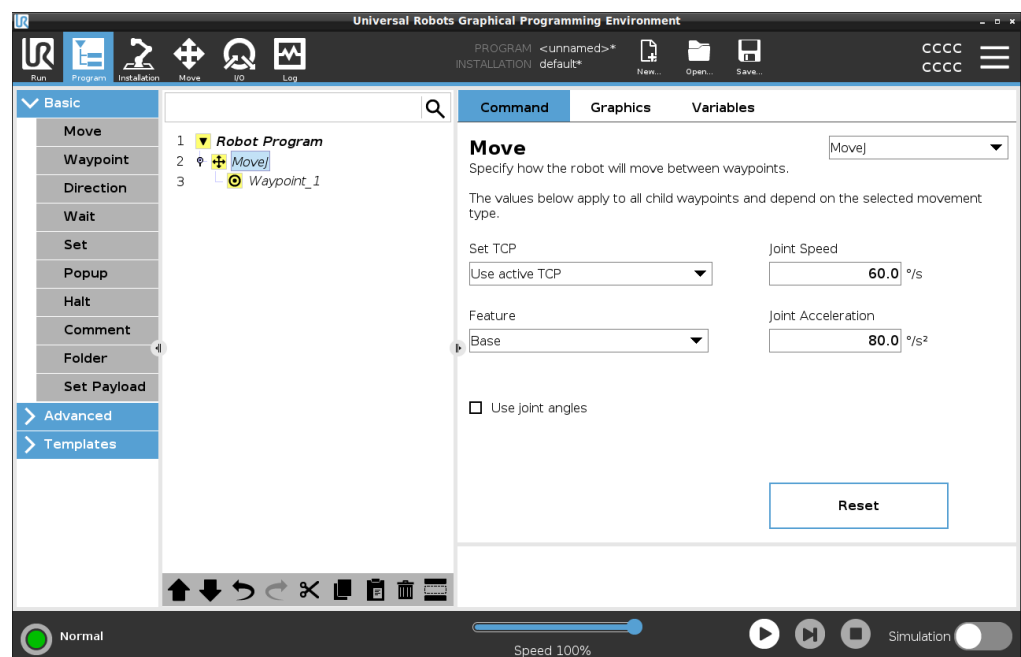 UR
Universal Robots Graphical Programming Environment
UR
Run
Program
Installation
Move
I/O
Log
PROGRAM <unnamed>*
INSTALLATION default*
New...
Open...
Save...
CCCC
CCCC
Basic
Move
Waypoint
Direction
Wait
Set
Popup
Halt
Comment
Folder
Set Payload
Advanced
Templates
1 Robot Program
2 MoveJ
3 Waypoint_1
Command Graphics Variables
Move
MoveJ
Specify how the robot will move between waypoints.
The values below apply to all child waypoints and depend on the selected movement
type.
Set TCP
Joint Speed
Use active TCP
60.0 °/s
Feature
Joint Acceleration
Base
80.0 °/s²
Use joint angles
Reset
Normal
Speed 100%
Simulation